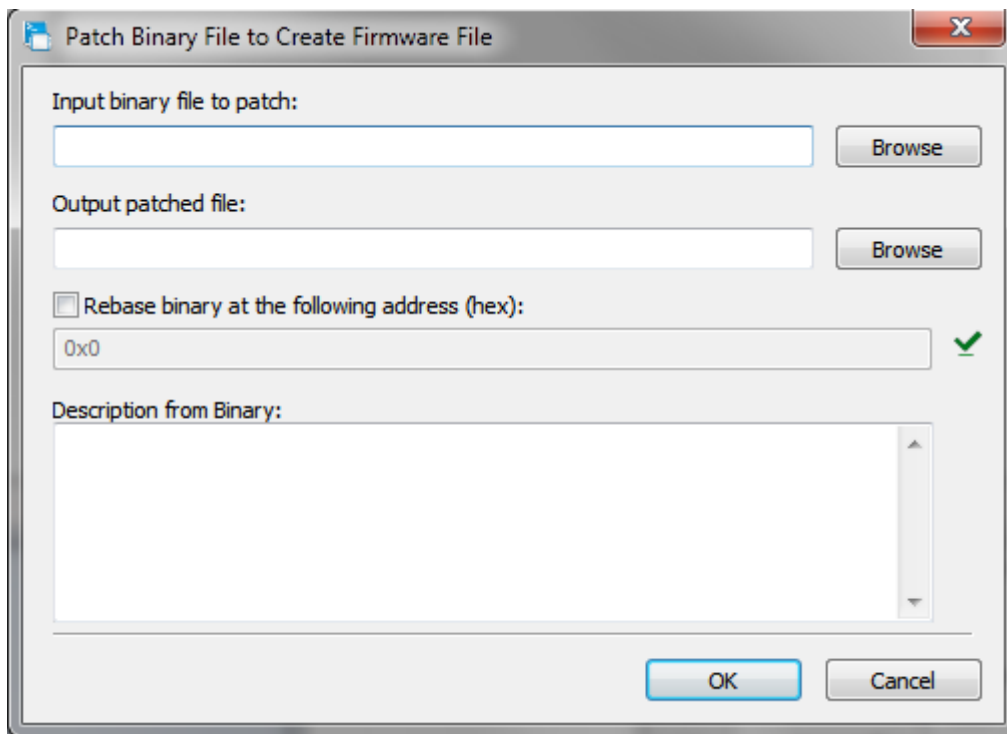 Patch Binary File to Create Firmware File
Input binary file to patch:
Browse
Output patched file:
Browse
Rebase binary at the following address (hex):
0x0
Description from Binary:
OK Cancel